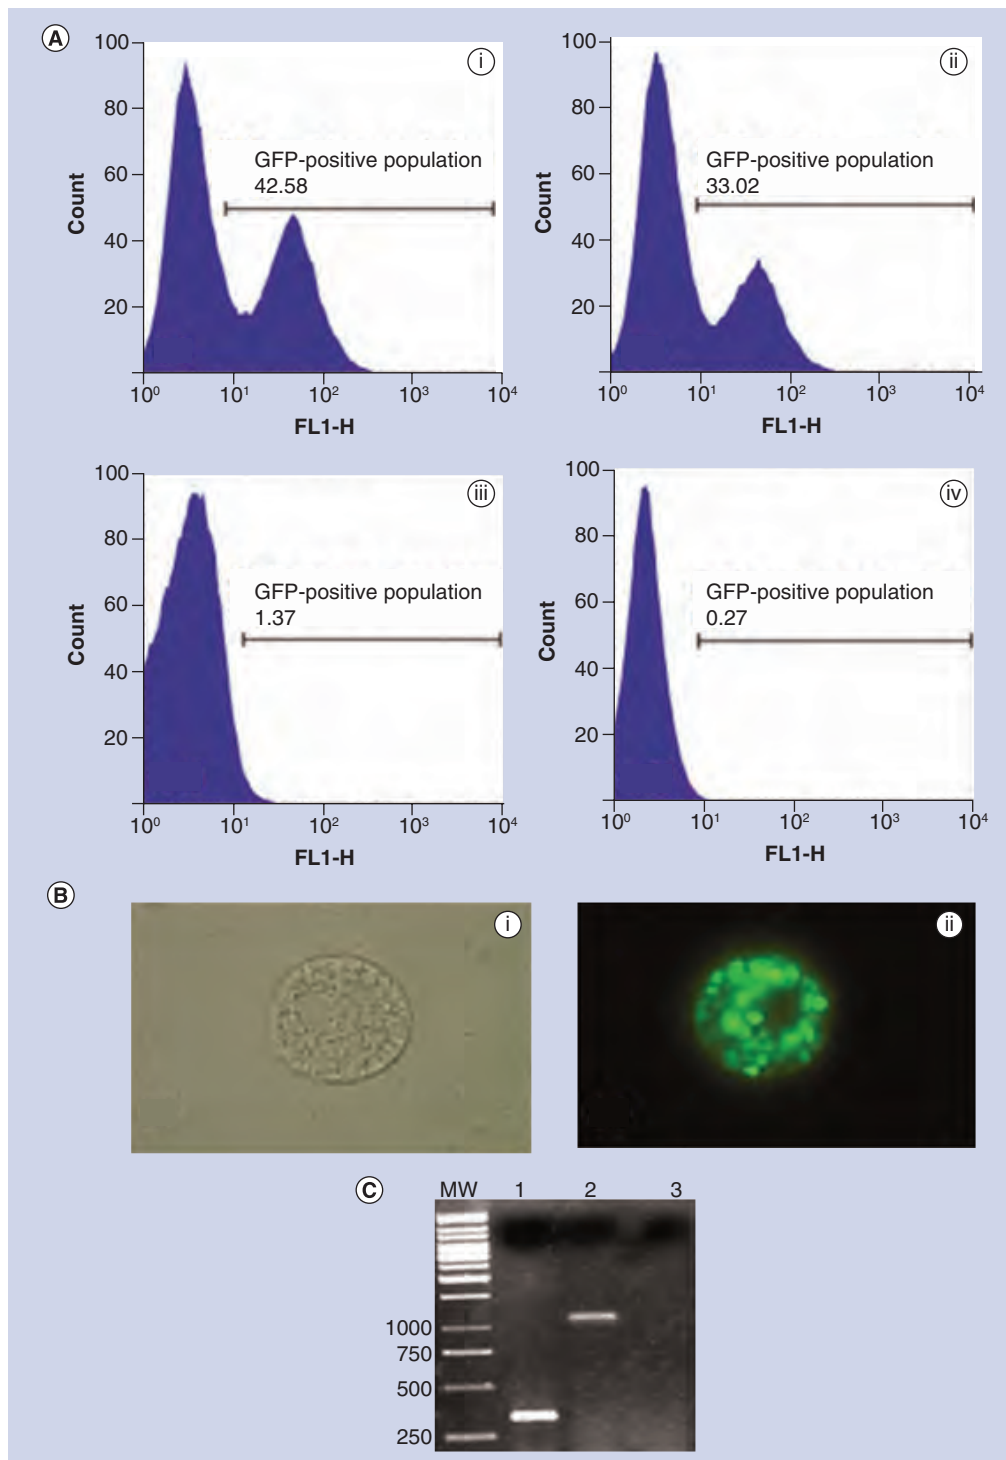 A
i
100
80
60
40
20
Count
GFP-positive population
42.58
10⁰ 10¹ 10² 10³ 10⁴
FL1-H
ii
100
80
60
40
20
Count
GFP-positive population
33.02
10⁰ 10¹ 10² 10³ 10⁴
FL1-H
iii
100
80
60
40
20
Count
GFP-positive population
1.37
10⁰ 10¹ 10² 10³ 10⁴
FL1-H
iv
100
80
60
40
20
Count
GFP-positive population
0.27
10⁰ 10¹ 10² 10³ 10⁴
FL1-H
B
i
ii
C
MW 1 2 3
1000
750
500
250